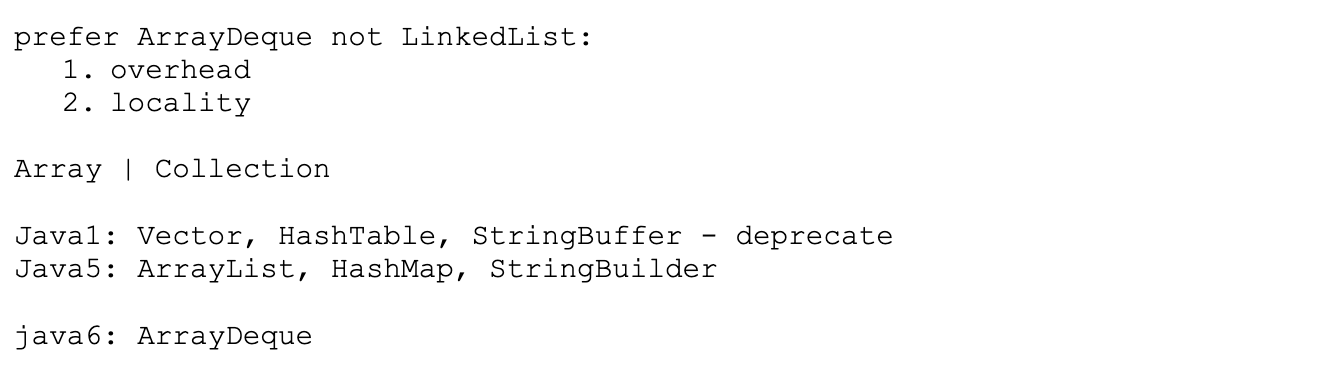 prefer ArrayDeque not LinkedList:
1. overhead
2. locality
Array | Collection
Java1: Vector, HashTable, StringBuffer - deprecate
Java5: ArrayList, HashMap, StringBuilder
java6: ArrayDeque